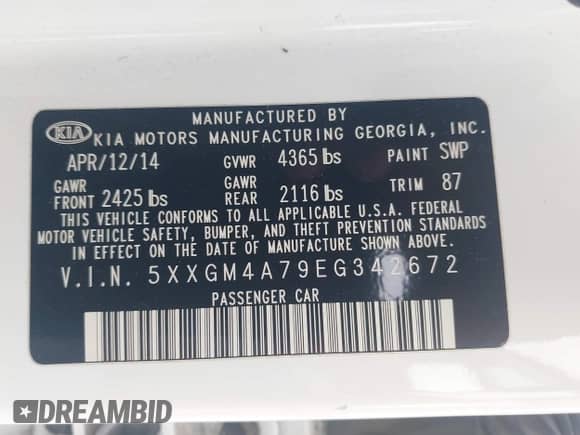 MANUFACTURED BY
KIA KIA MOTORS MANUFACTURING GEORGIA, INC.
APR/12/14 GVWR 4365 lbs PAINT SWP
GAWR FRONT 2425 lbs GAWR REAR 2116 lbs TRIM 87
THIS VEHICLE CONFORMS TO ALL APPLICABLE U.S.A. FEDERAL
MOTOR VEHICLE SAFETY, BUMPER, AND THEFT PREVENTION STANDARDS
IN EFFECT ON THE DATE OF MANUFACTURE SHOWN ABOVE.
V.I.N. 5XXGM4A79EG342672
PASSENGER CAR
DREAMBID